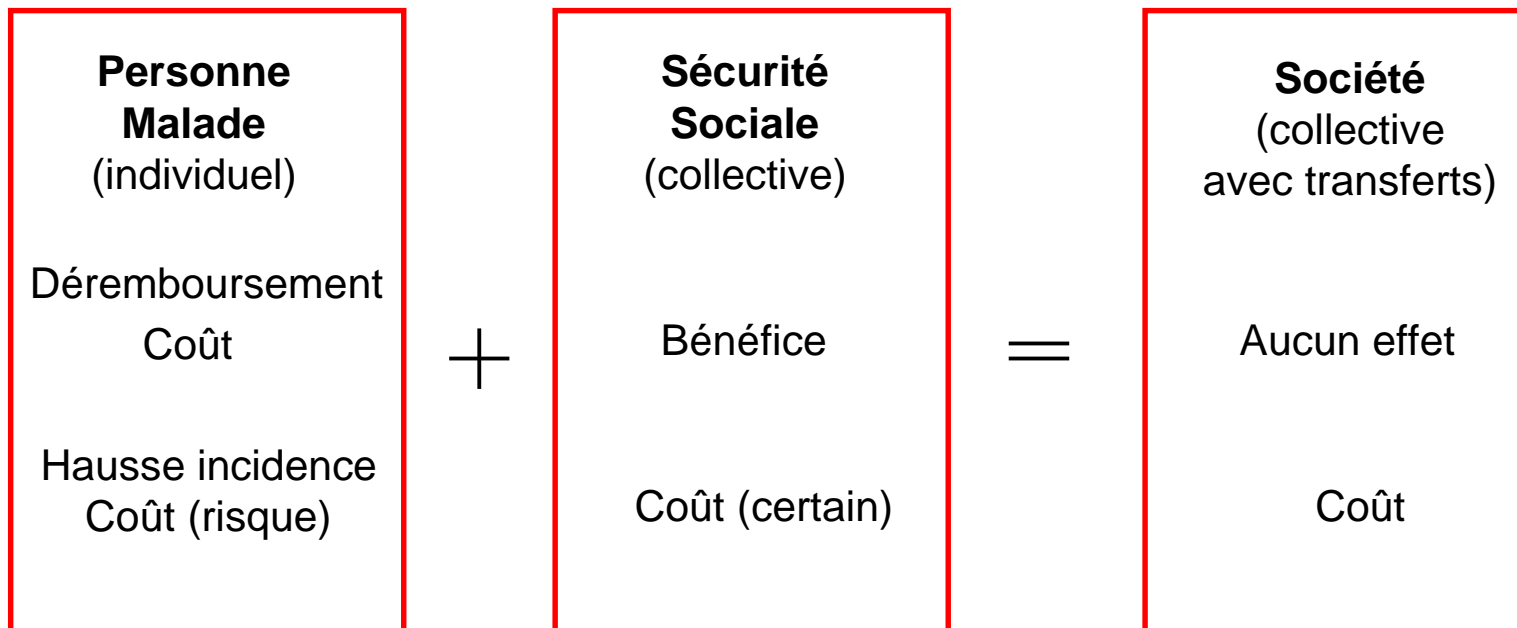 Personne
Malade
(individuel)
Déremboursement
Coût
Hausse incidence
Coût (risque)
+
Sécurité
Sociale
(collective)
Bénéfice
Coût (certain)
=
Société
(collective
avec transferts)
Aucun effet
Coût